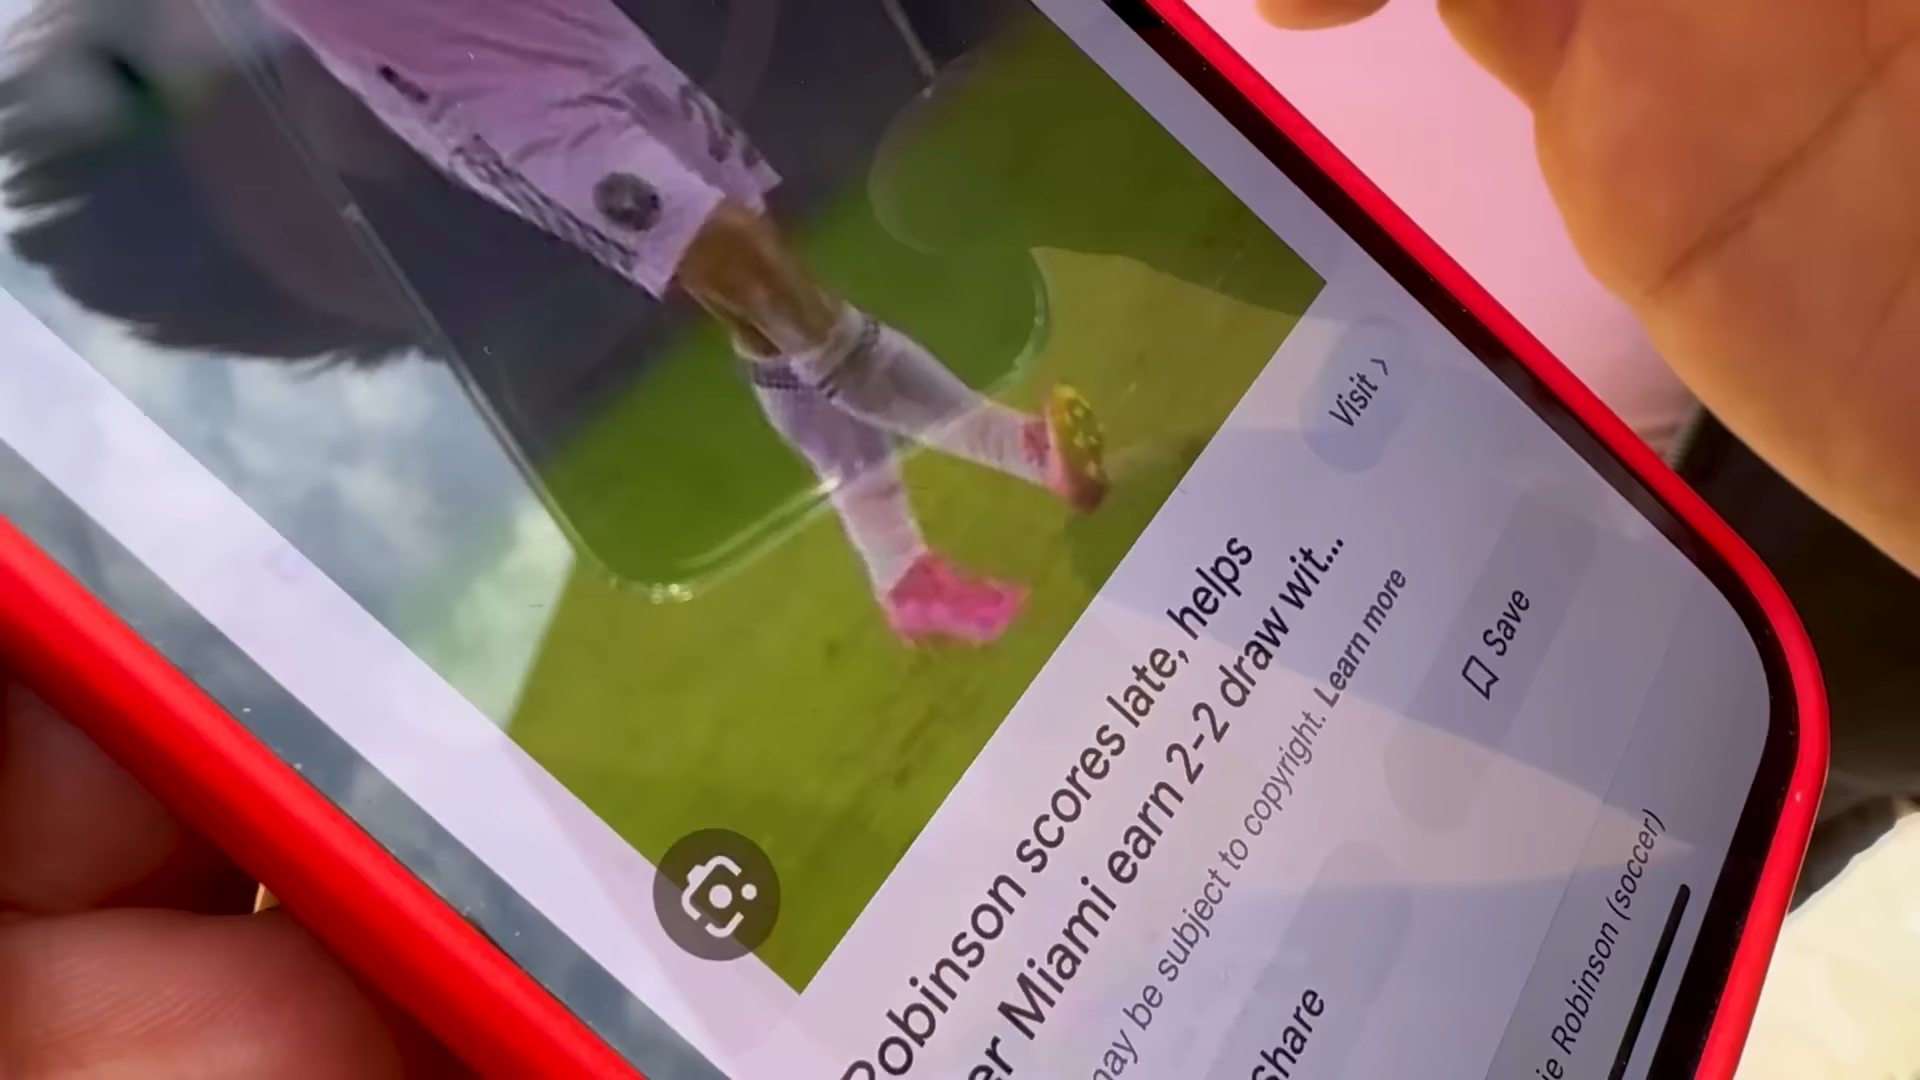 Visit >
Robinson scores late, helps
er Miami earn 2-2 draw wit...
may be subject to copyright. Learn more
Share
Save
ie Robinson (soccer)